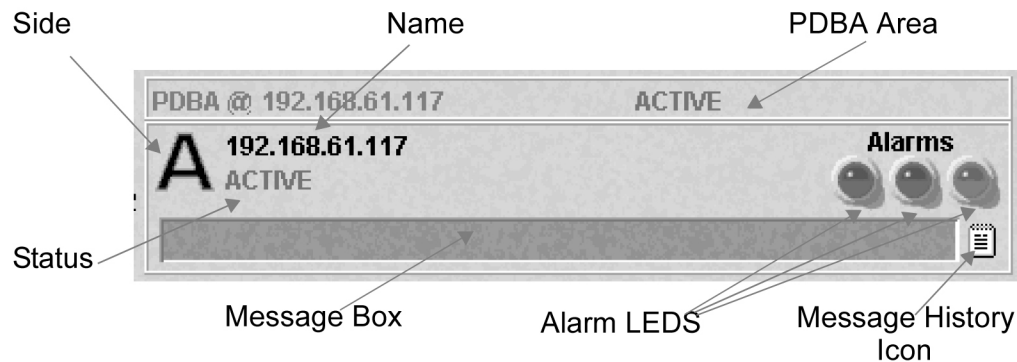 Side
Name
PDBA Area
PDBA @ 192.168.61.117 ACTIVE
A
192.168.61.117
ACTIVE
Alarms
Status
Message Box
Alarm LEDS
Message History
Icon